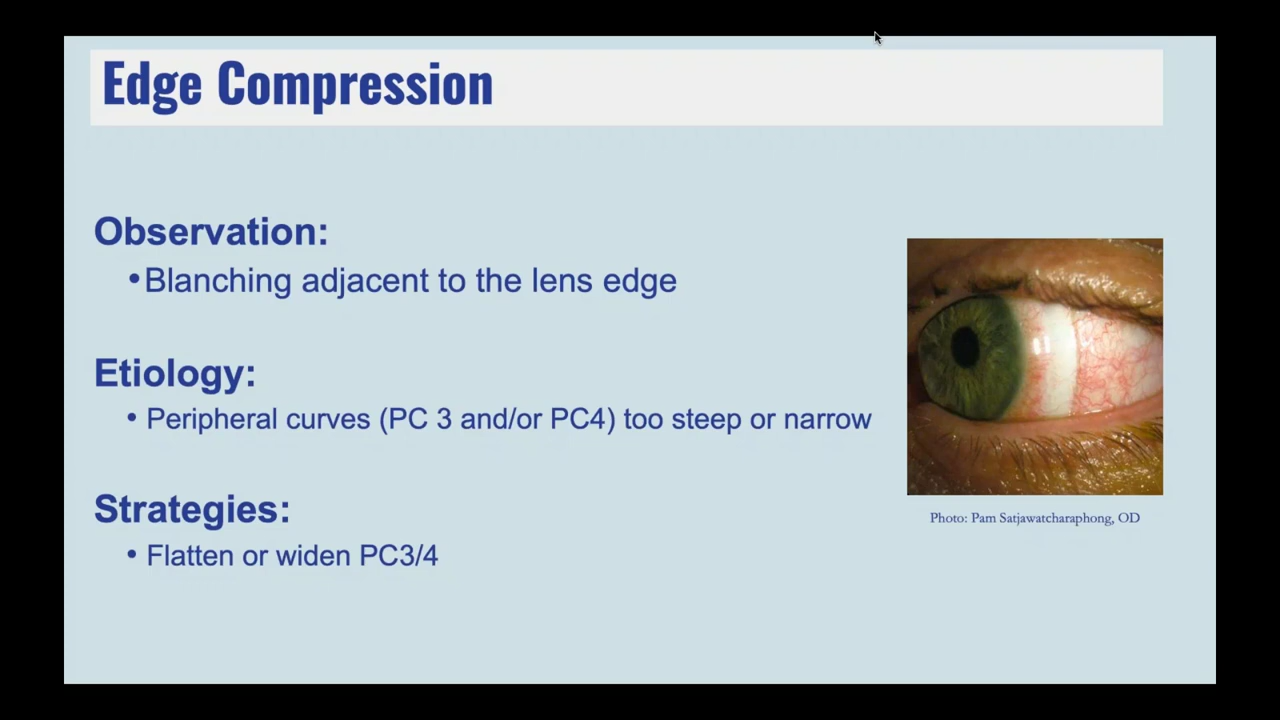 Edge Compression
Observation:
•Blanching adjacent to the lens edge
Etiology:
• Peripheral curves (PC 3 and/or PC4) too steep or narrow
Strategies:
• Flatten or widen PC3/4
Photo: Pam Satjawatcharaphong, OD